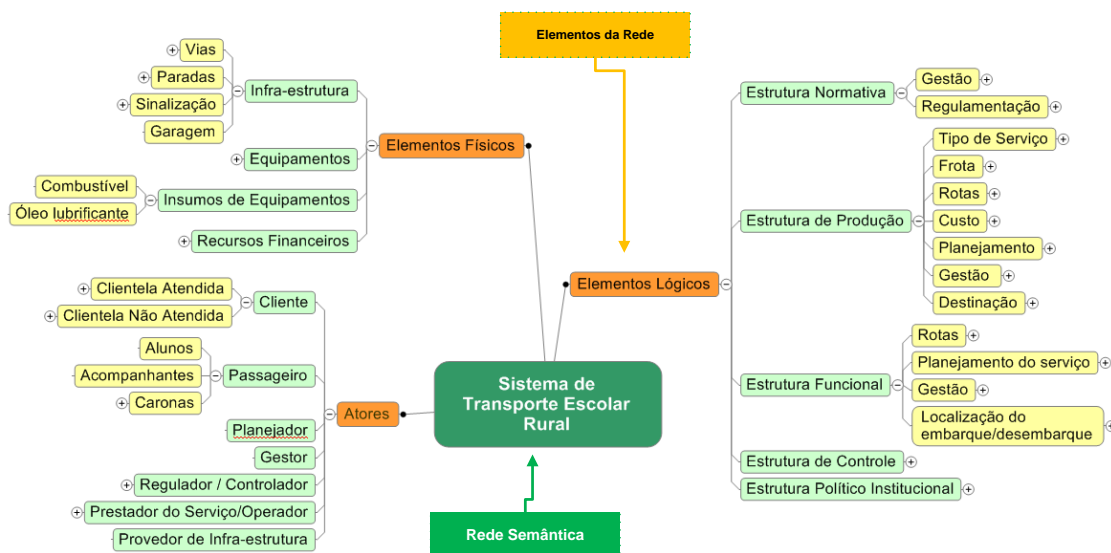 Elementos da Rede
Vias
Paradas
Sinalização
Garagem
Infra-estrutura
Equipamentos
Combustível
Óleo lubrificante
Insumos de Equipamentos
Recursos Financeiros
Elementos Físicos
Clientela Atendida
Clientela Não Atendida
Cliente
Alunos
Acompanhantes
Caronas
Passageiro
Planejador
Gestor
Regulador / Controlador
Prestador do Serviço/Operador
Provedor de Infra-estrutura
Atores
Sistema de
Transporte Escolar
Rural
Rede Semântica
Elementos Lógicos
Estrutura Normativa
Gestão
Regulamentação
Estrutura de Produção
Tipo de Serviço
Frota
Rotas
Custo
Planejamento
Gestão
Destinação
Estrutura Funcional
Rotas
Planejamento do serviço
Gestão
Localização do
embarque/desembarque
Estrutura de Controle
Estrutura Político Institucional